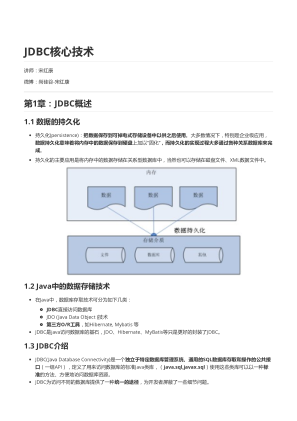 JDBC核心技术
讲师：宋红康
微博：尚硅谷-宋红康
第1章：JDBC概述
1.1 数据的持久化
持久化(persistence)：把数据保存到可掉电式存储设备中以供之后使用。大多数情况下，特别是企业级应用，
数据持久化意味着将内存中的数据保存到硬盘上加以"固化"，而持久化的实现过程大多通过各种关系数据库来完
成。
持久化的主要应用是将内存中的数据存储在关系型数据库中，当然也可以存储在磁盘文件、XML数据文件中。
内存
数据
数据
数据
数据持久化
存储介质
文件
数据库
1.2 Java中的数据存储技术
在Java中，数据库存取技术可分为如下几类：
JDBC直接访问数据库
JDO (Java Data Object )技术
第三方O/R工具，如Hibernate, Mybatis 等
JDBC是java访问数据库的基石，JDO、Hibernate、MyBatis等只是更好的封装了JDBC。
1.3 JDBC介绍
JDBC(Java Database Connectivity)是一个独立于特定数据库管理系统、通用的SQL数据库存取和操作的公共接
口（一组API），定义了用来访问数据库的标准Java类库，（java.sql,javax.sql）使用这些类库可以以一种标
准的方法、方便地访问数据库资源。
JDBC为访问不同的数据库提供了一种统一的途径，为开发者屏蔽了一些细节问题。